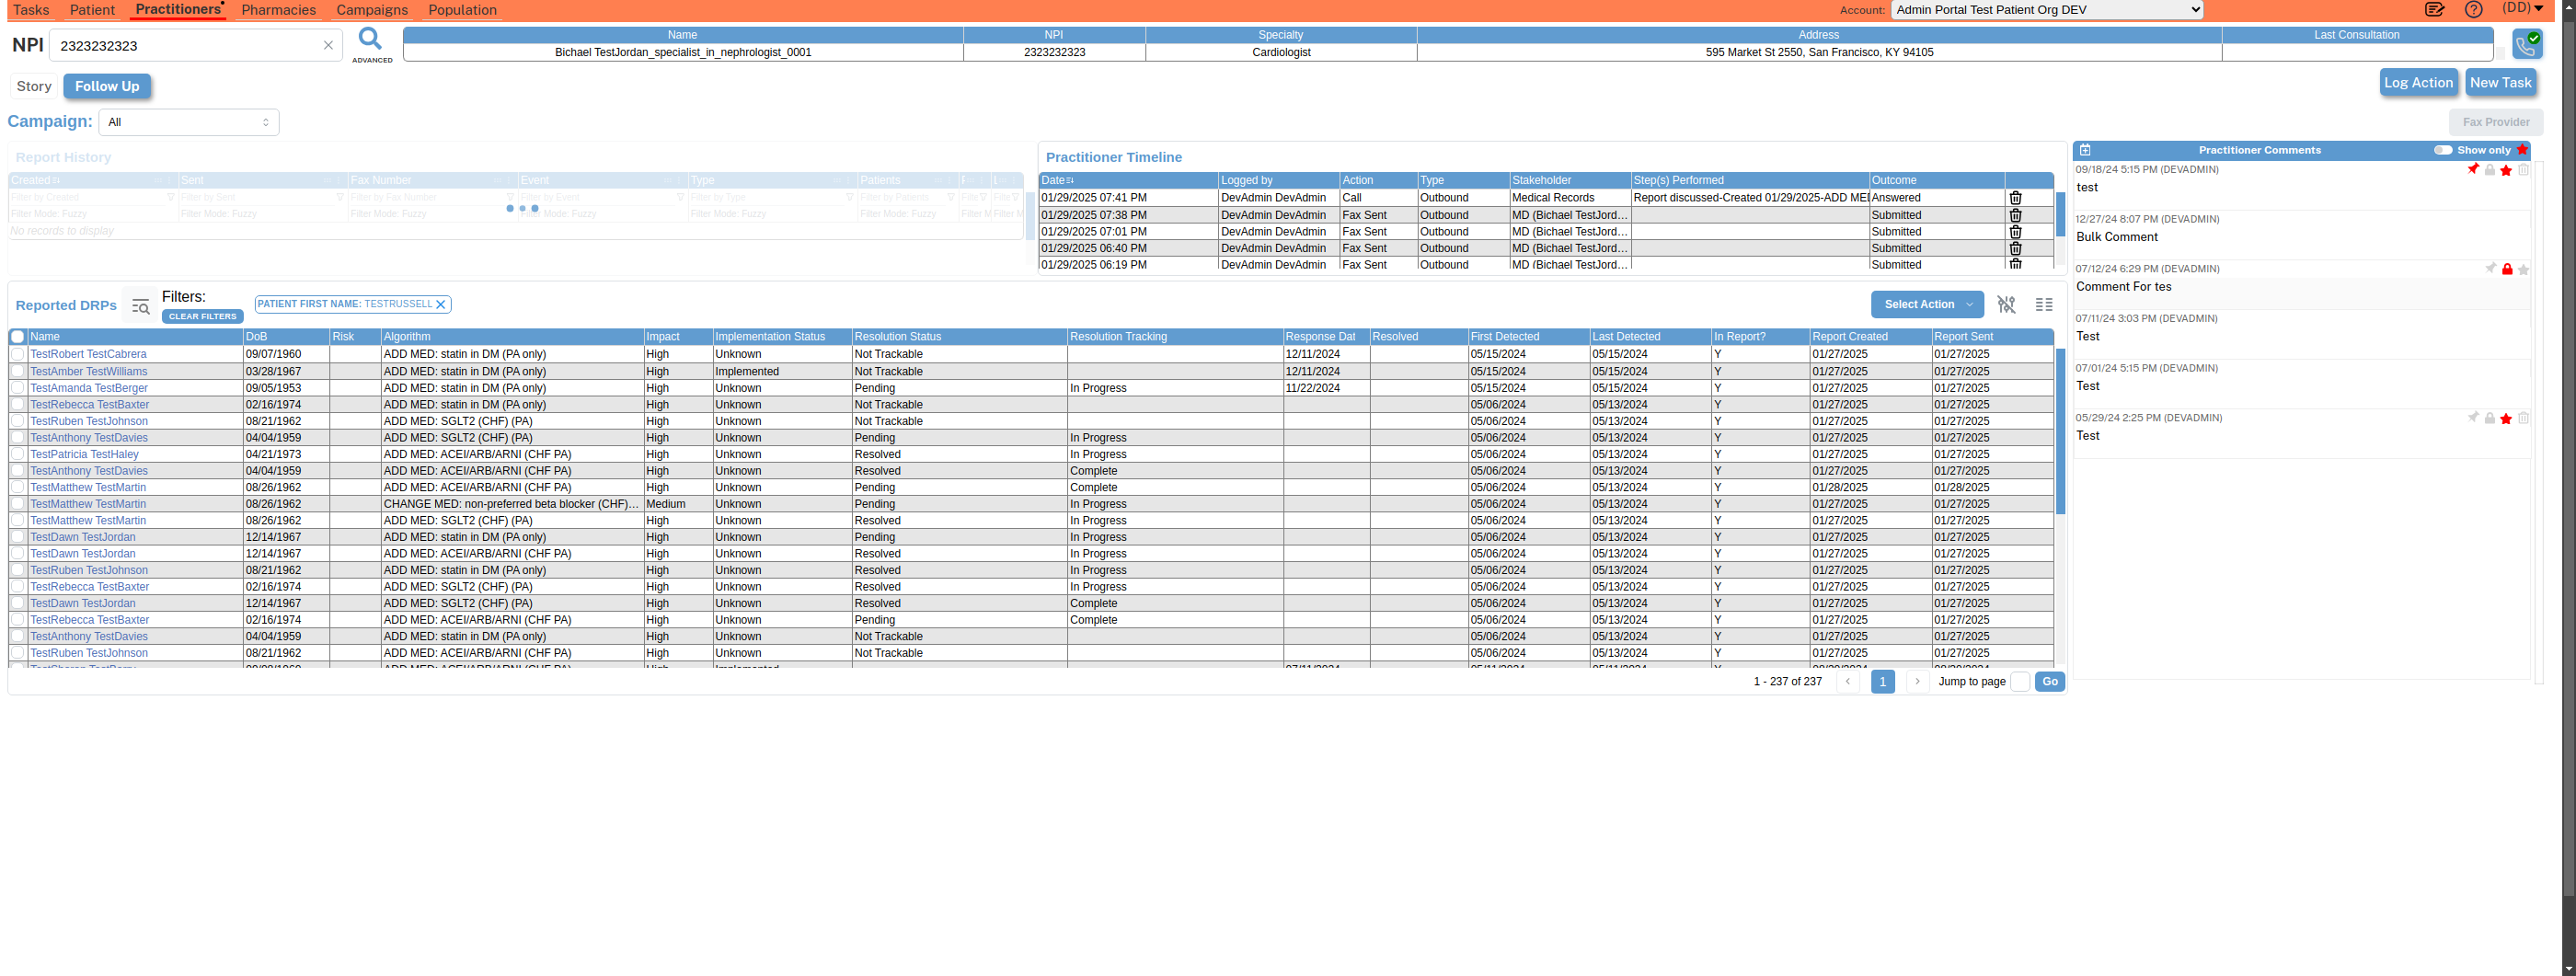 Tasks Patient Practitioners Pharmacies Campaigns Population Account: Admin Portal Test Patient Org DEV (DD)
NPI 2323232323 ADVANCED
Name NPI Specialty Address Last Consultation
Bichael TestJordan_specialist_in_nephrologist_0001 2323232323 Cardiologist 595 Market St 2550, San Francisco, KY 94105
Story Follow Up Log Action New Task
Campaign: All Fax Provider
Report History
Created Sent Fax Number Event Type Patients
Filter by Created Filter by Sent Filter by Fax Number Filter by Event Filter by Type Filter by Patients Filte Filte
Filter Mode: Fuzzy Filter Mode: Fuzzy Filter Mode: Fuzzy Filter Mode: Fuzzy Filter Mode: Fuzzy Filter Mode: Fuzzy Filter M Filter M
No records to display
Practitioner Timeline
Date Logged by Action Type Stakeholder Step(s) Performed Outcome
01/29/2025 07:41 PM DevAdmin DevAdmin Call Outbound Medical Records Report discussed-Created 01/29/2025-ADD MEI Answered
01/29/2025 07:38 PM DevAdmin DevAdmin Fax Sent Outbound MD (Bichael TestJord... Submitted
01/29/2025 07:01 PM DevAdmin DevAdmin Fax Sent Outbound MD (Bichael TestJord... Submitted
01/29/2025 06:40 PM DevAdmin DevAdmin Fax Sent Outbound MD (Bichael TestJord... Submitted
01/29/2025 06:19 PM DevAdmin DevAdmin Fax Sent Outbound MD (Bichael TestJord... Submitted
Practitioner Comments Show only
09/18/24 5:15 PM (DEVADMIN)
test
12/27/24 8:07 PM (DEVADMIN)
Bulk Comment
07/12/24 6:29 PM (DEVADMIN)
Comment For tes
07/11/24 3:03 PM (DEVADMIN)
Test
07/01/24 5:15 PM (DEVADMIN)
Test
05/29/24 2:25 PM (DEVADMIN)
Test
Reported DRPs Filters: CLEAR FILTERS PATIENT FIRST NAME: TESTRUSSELL Select Action
Name DoB Risk Algorithm Impact Implementation Status Resolution Status Resolution Tracking Response Dat Resolved First Detected Last Detected In Report? Report Created Report Sent
TestRobert TestCabrera 09/07/1960 ADD MED: statin in DM (PA only) High Unknown Not Trackable 12/11/2024 05/15/2024 05/15/2024 Y 01/27/2025 01/27/2025
TestAmber TestWilliams 03/28/1967 ADD MED: statin in DM (PA only) High Implemented Not Trackable 12/11/2024 05/15/2024 05/15/2024 Y 01/27/2025 01/27/2025
TestAmanda TestBerger 09/05/1953 ADD MED: statin in DM (PA only) High Unknown Pending In Progress 11/22/2024 05/15/2024 05/15/2024 Y 01/27/2025 01/27/2025
TestRebecca TestBaxter 02/16/1974 ADD MED: statin in DM (PA only) High Unknown Not Trackable 05/06/2024 05/13/2024 Y 01/27/2025 01/27/2025
TestRuben TestJohnson 08/21/1962 ADD MED: SGLT2 (CHF) (PA) High Unknown Not Trackable 05/06/2024 05/13/2024 Y 01/27/2025 01/27/2025
TestAnthony TestDavies 04/04/1959 ADD MED: SGLT2 (CHF) (PA) High Unknown Pending In Progress 05/06/2024 05/13/2024 Y 01/27/2025 01/27/2025
TestPatricia TestHaley 04/21/1973 ADD MED: ACEI/ARB/ARNI (CHF PA) High Unknown Resolved In Progress 05/06/2024 05/13/2024 Y 01/27/2025 01/27/2025
TestAnthony TestDavies 04/04/1959 ADD MED: ACEI/ARB/ARNI (CHF PA) High Unknown Resolved Complete 05/06/2024 05/13/2024 Y 01/27/2025 01/27/2025
TestMatthew TestMartin 08/26/1962 ADD MED: ACEI/ARB/ARNI (CHF PA) High Unknown Pending Complete 05/06/2024 05/13/2024 Y 01/28/2025 01/28/2025
TestMatthew TestMartin 08/26/1962 CHANGE MED: non-preferred beta blocker (CHF)... Medium Unknown Pending In Progress 05/06/2024 05/13/2024 Y 01/27/2025 01/27/2025
TestMatthew TestMartin 08/26/1962 ADD MED: SGLT2 (CHF) (PA) High Unknown Resolved In Progress 05/06/2024 05/13/2024 Y 01/27/2025 01/27/2025
TestDawn TestJordan 12/14/1967 ADD MED: statin in DM (PA only) High Unknown Pending In Progress 05/06/2024 05/13/2024 Y 01/27/2025 01/27/2025
TestDawn TestJordan 12/14/1967 ADD MED: ACEI/ARB/ARNI (CHF PA) High Unknown Resolved In Progress 05/06/2024 05/13/2024 Y 01/27/2025 01/27/2025
TestRuben TestJohnson 08/21/1962 ADD MED: statin in DM (PA only) High Unknown Resolved In Progress 05/06/2024 05/13/2024 Y 01/27/2025 01/27/2025
TestRebecca TestBaxter 02/16/1974 ADD MED: SGLT2 (CHF) (PA) High Unknown Resolved In Progress 05/06/2024 05/13/2024 Y 01/27/2025 01/27/2025
TestDawn TestJordan 12/14/1967 ADD MED: SGLT2 (CHF) (PA) High Unknown Resolved Complete 05/06/2024 05/13/2024 Y 01/27/2025 01/27/2025
TestRebecca TestBaxter 02/16/1974 ADD MED: ACEI/ARB/ARNI (CHF PA) High Unknown Pending Complete 05/06/2024 05/13/2024 Y 01/27/2025 01/27/2025
TestAnthony TestDavies 04/04/1959 ADD MED: statin in DM (PA only) High Unknown Not Trackable 05/06/2024 05/13/2024 Y 01/27/2025 01/27/2025
TestRuben TestJohnson 08/21/1962 ADD MED: ACEI/ARB/ARNI (CHF PA) High Unknown Not Trackable 05/06/2024 05/13/2024 Y 01/27/2025 01/27/2025
1 - 237 of 237 1 Jump to page Go